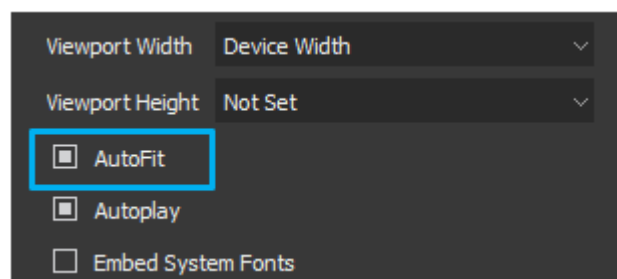 Viewport Width Device Width
Viewport Height Not Set
AutoFit
Autoplay
Embed System Fonts